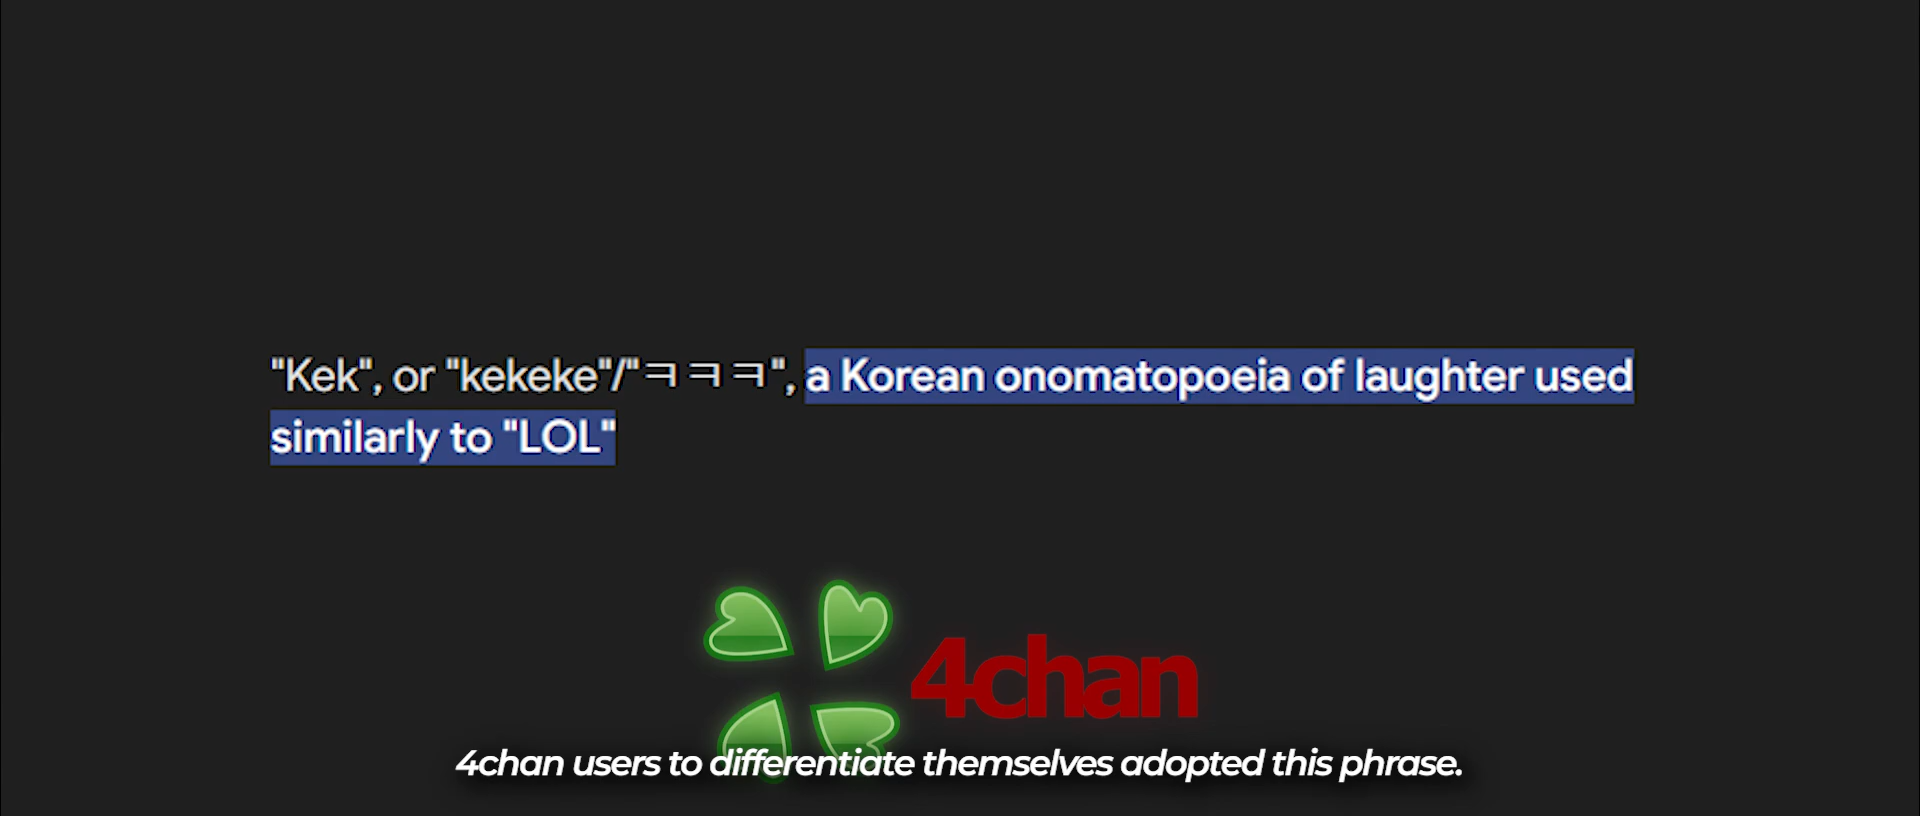 "Kek", or "kekeke"/"ㅋㅋㅋ", a Korean onomatopoeia of laughter used
similarly to "LOL"
4chan
4chan users to differentiate themselves adopted this phrase.